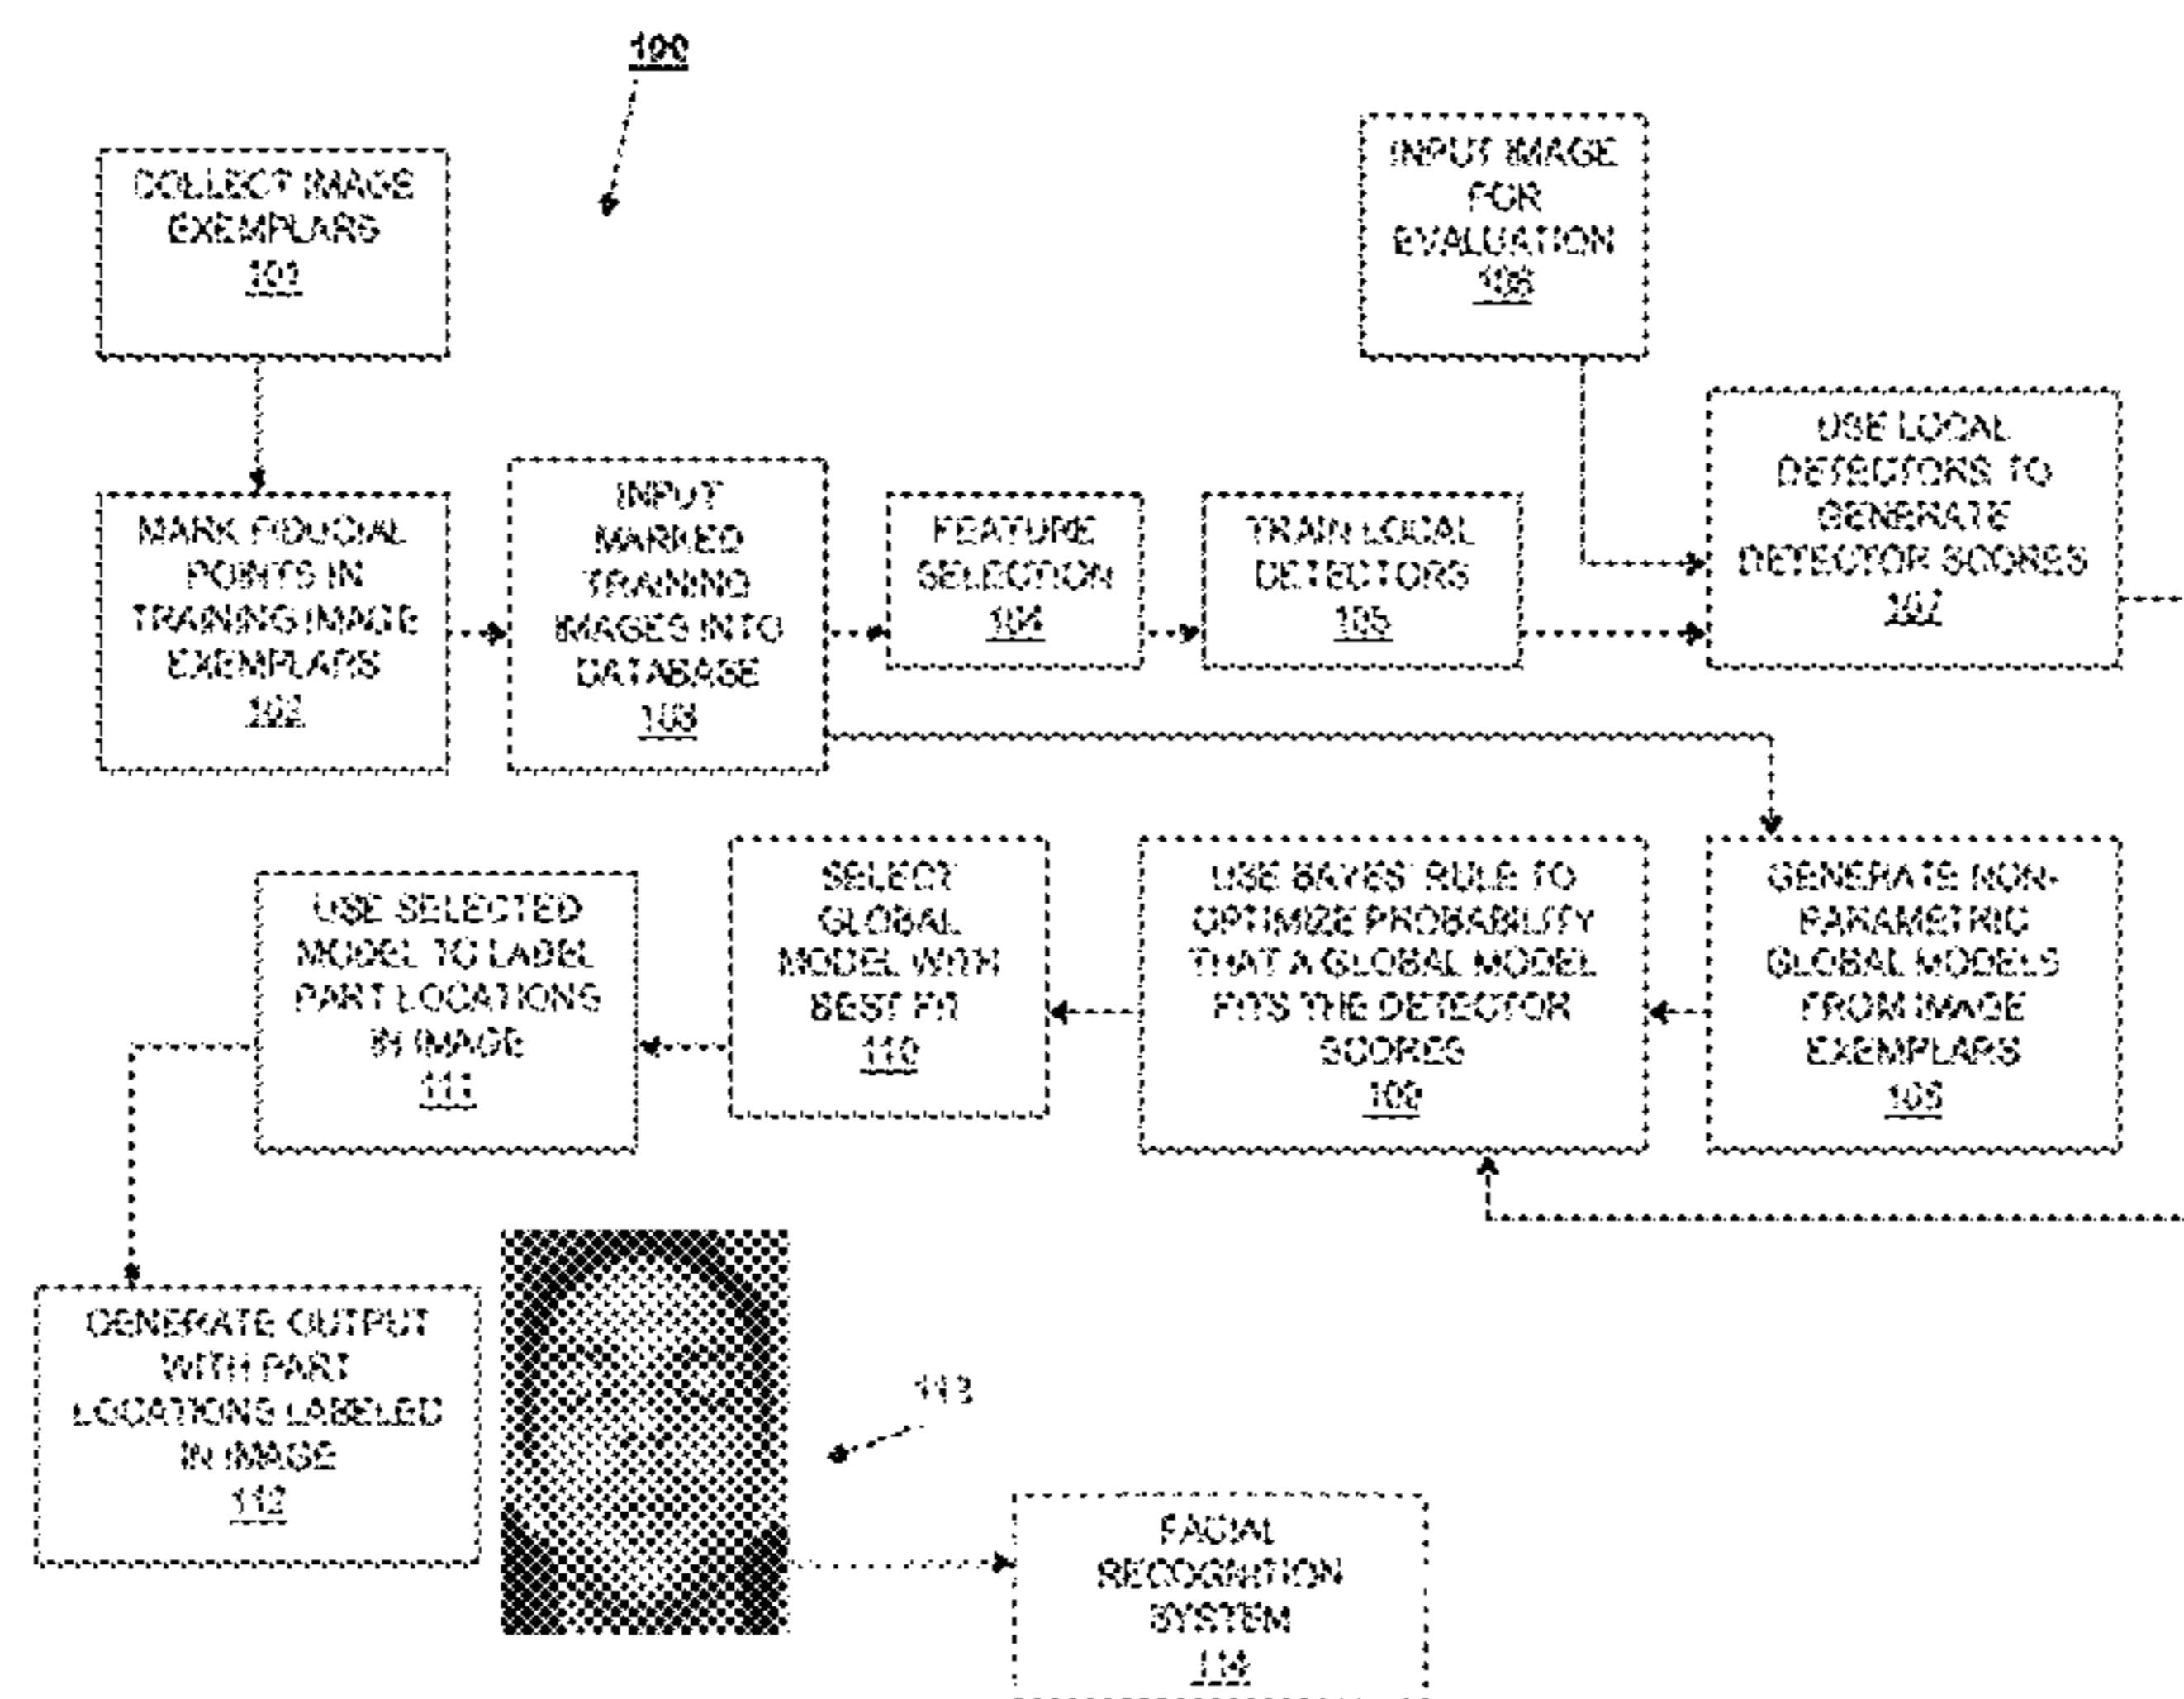 100
COLLECT IMAGE
EXEMPLARS
101
INPUT IMAGE
FOR
EVALUATION
106
MARK FIDUCIAL
POINTS IN
TRAINING IMAGE
EXEMPLARS
102
INPUT
MARKED
TRAINING
IMAGES INTO
DATABASE
103
FEATURE
SELECTION
104
TRAIN LOCAL
DETECTORS
105
USE LOCAL
DETECTORS TO
GENERATE
DETECTOR SCORES
107
USE SELECTED
MODEL TO LABEL
PART LOCATIONS
IN IMAGE
111
SELECT
GLOBAL
MODEL WITH
BEST FIT
110
USE BAYES' RULE TO
OPTIMIZE PROBABILITY
THAT A GLOBAL MODEL
FITS THE DETECTOR
SCORES
109
GENERATE NON-
PARAMETRIC
GLOBAL MODELS
FROM IMAGE
EXEMPLARS
108
GENERATE OUTPUT
WITH PART
LOCATIONS LABELED
IN IMAGE
112
113
FACIAL
RECOGNITION
SYSTEM
114